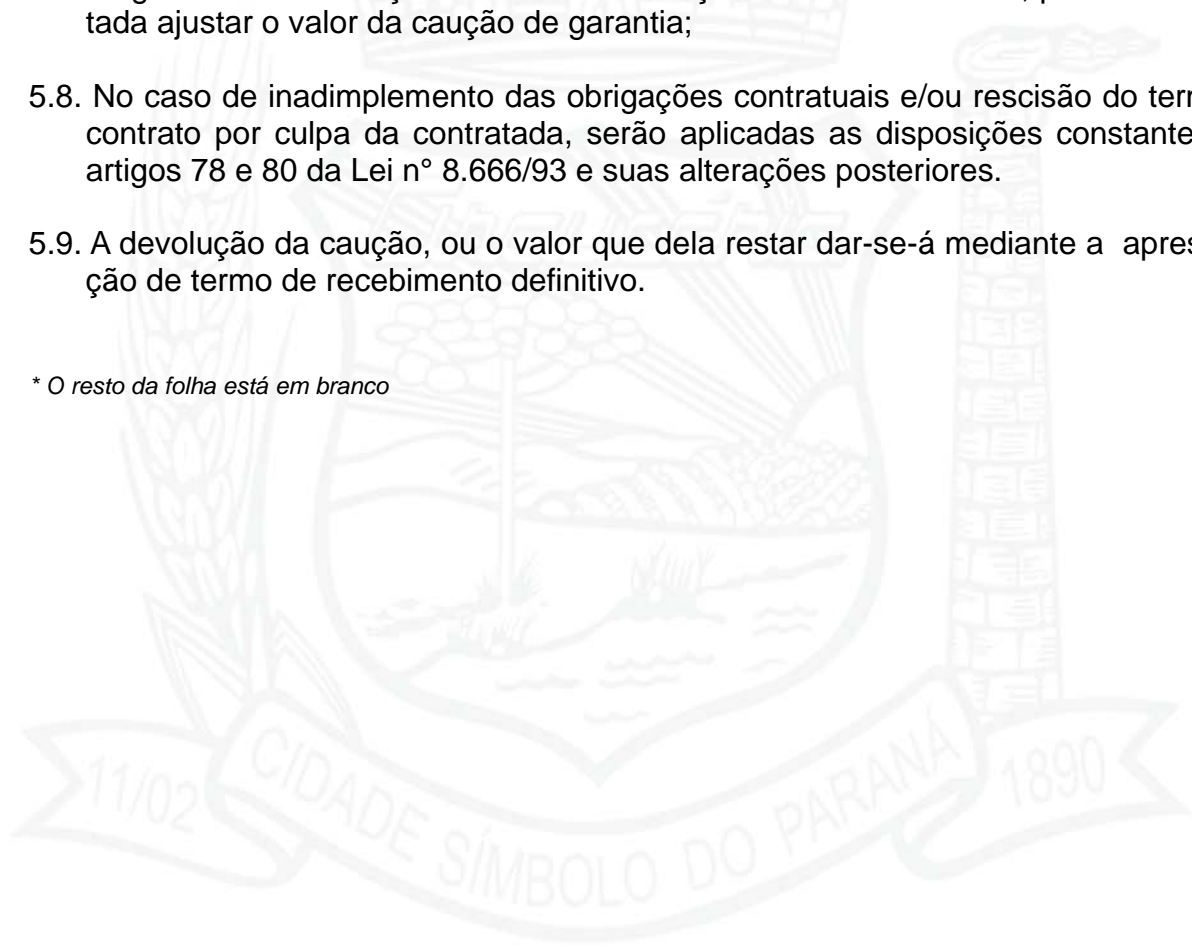 tada ajustar o valor da caução de garantia;
5.8. No caso de inadimplemento das obrigações contratuais e/ou rescisão do
contrato por culpa da contratada, serão aplicadas as disposições
artigos 78 e 80 da Lei n° 8.666/93 e suas alterações posteriores.
5.9. A devolução da caução, ou o valor que dela restar dar-se-á mediante a
ção de termo de recebimento definitivo.
* O resto da folha está em branco
11/02 CIDADE SÍMBOLO DO PARANÁ 1890